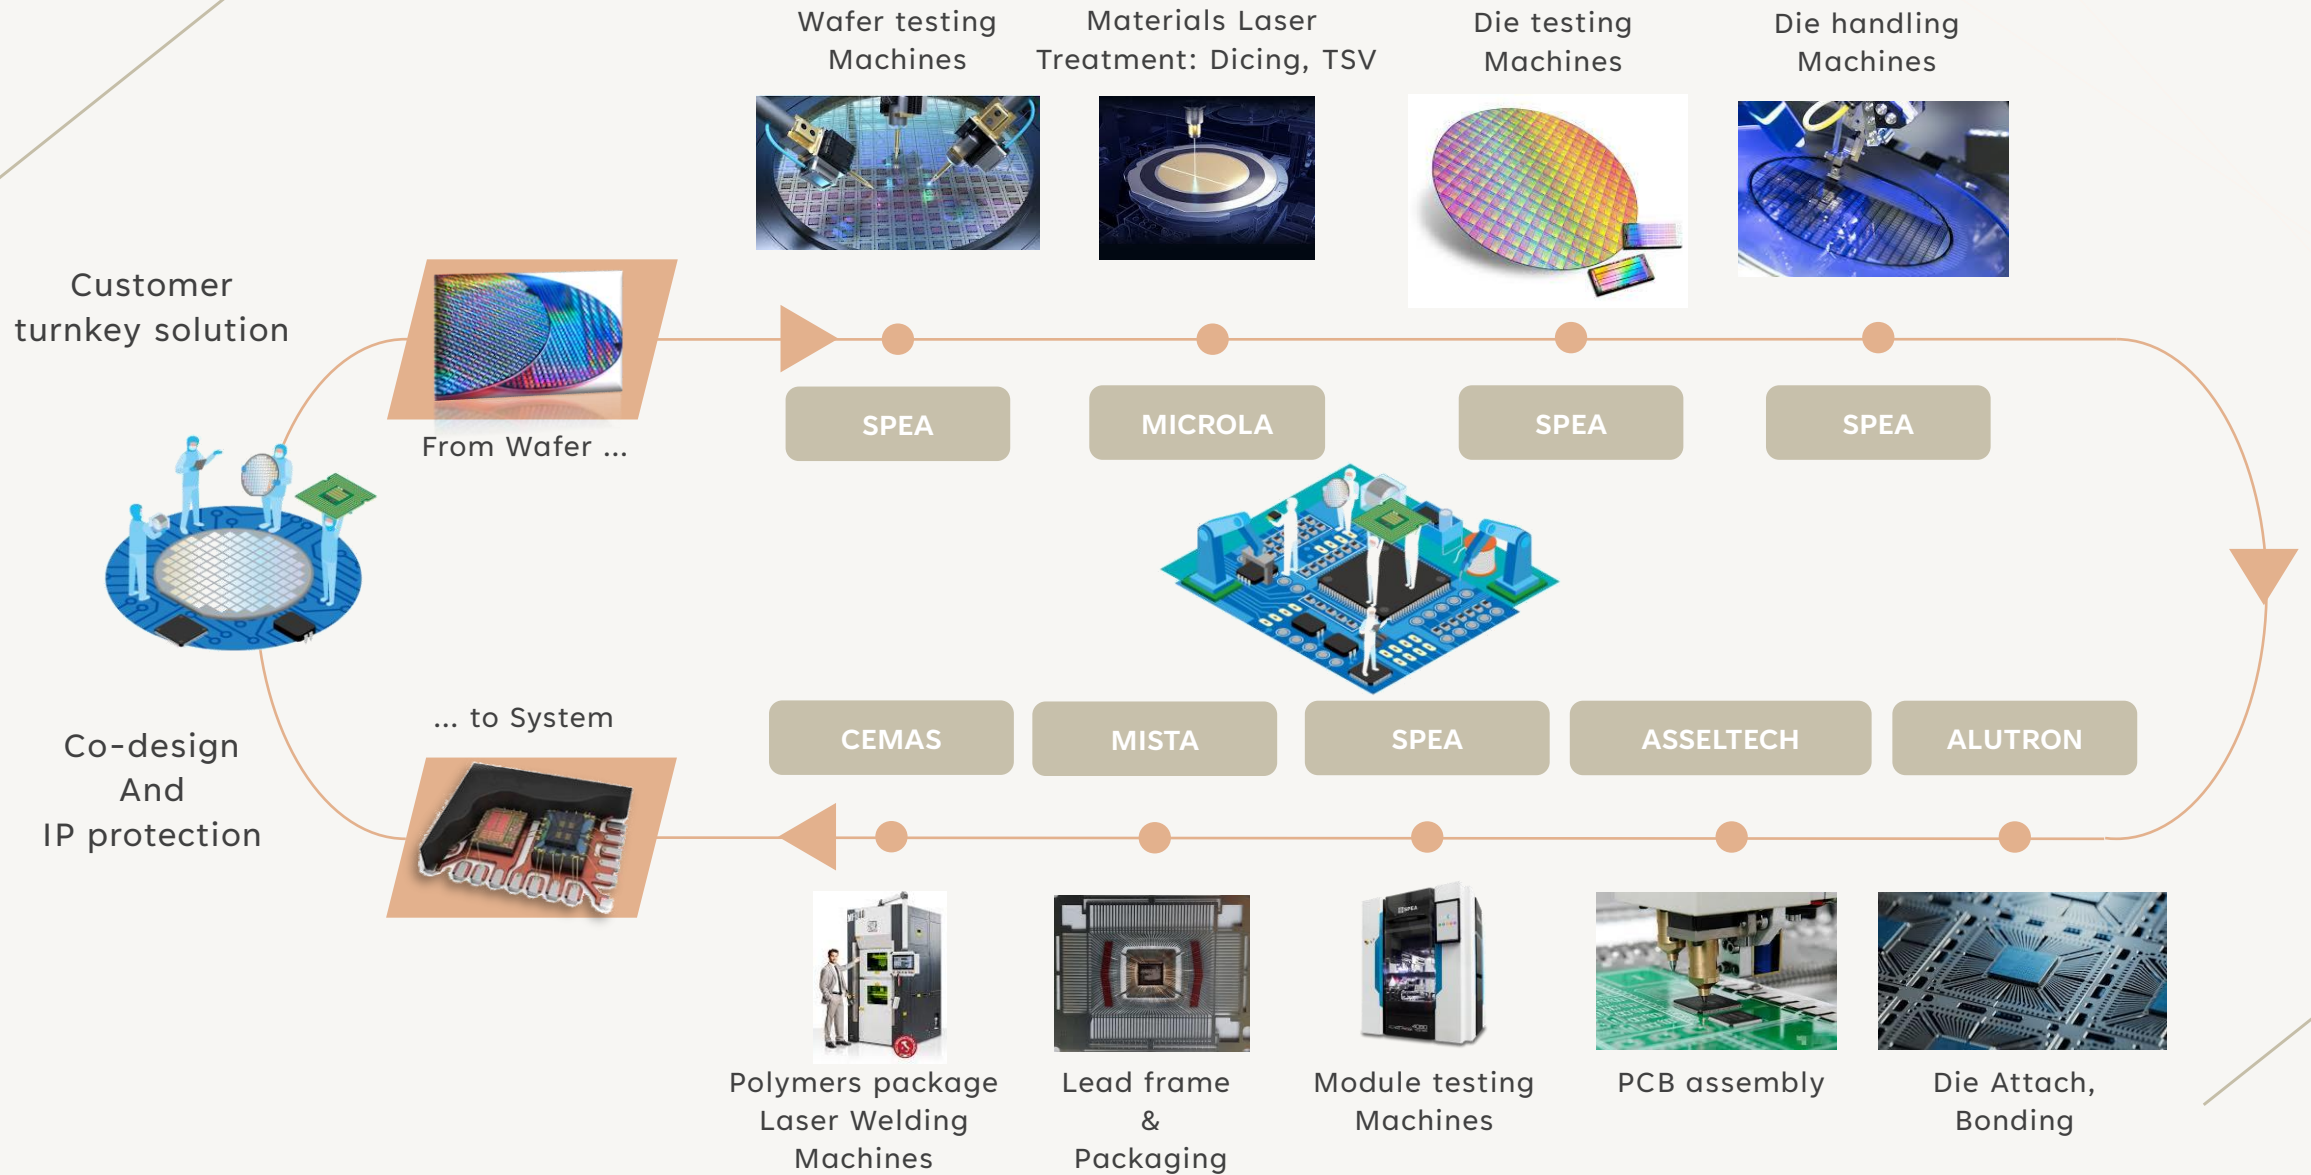 Wafer testing
Machines
Materials Laser
Treatment: Dicing, TSV
Die testing
Machines
Die handling
Machines
Customer
turnkey solution
From Wafer ...
SPEA
MICROLA
SPEA
SPEA
... to System
Co-design
And
IP protection
CEMAS
MISTA
SPEA
ASSELTECH
ALUTRON
SPEA
4080
Polymers package
Laser Welding
Machines
Lead frame
&
Packaging
Module testing
Machines
PCB assembly
Die Attach,
Bonding